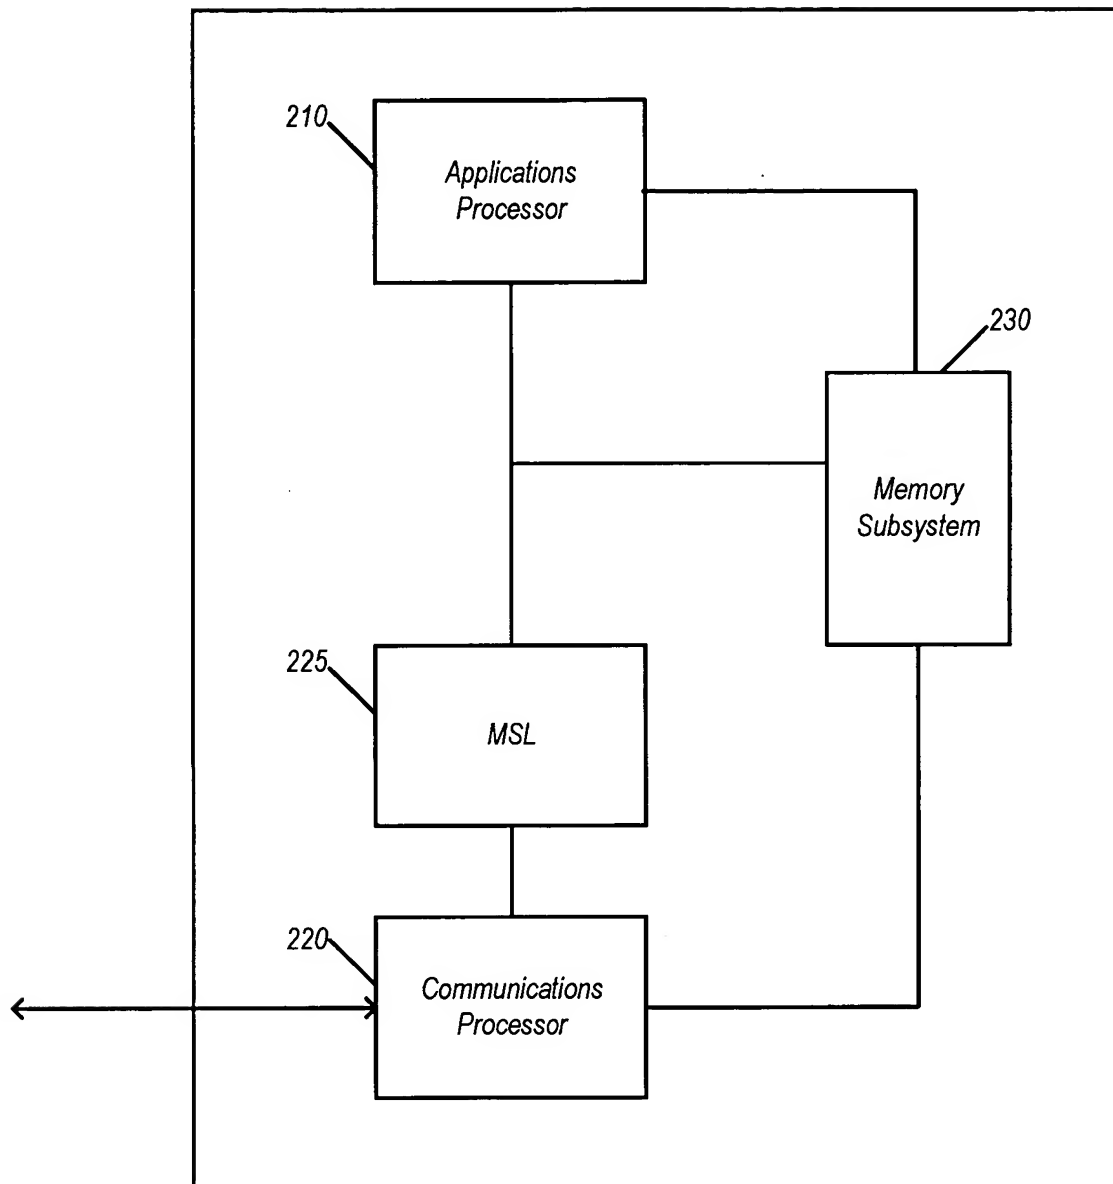 210
Applications
Processor
230
Memory
Subsystem
225
MSL
220
Communications
Processor